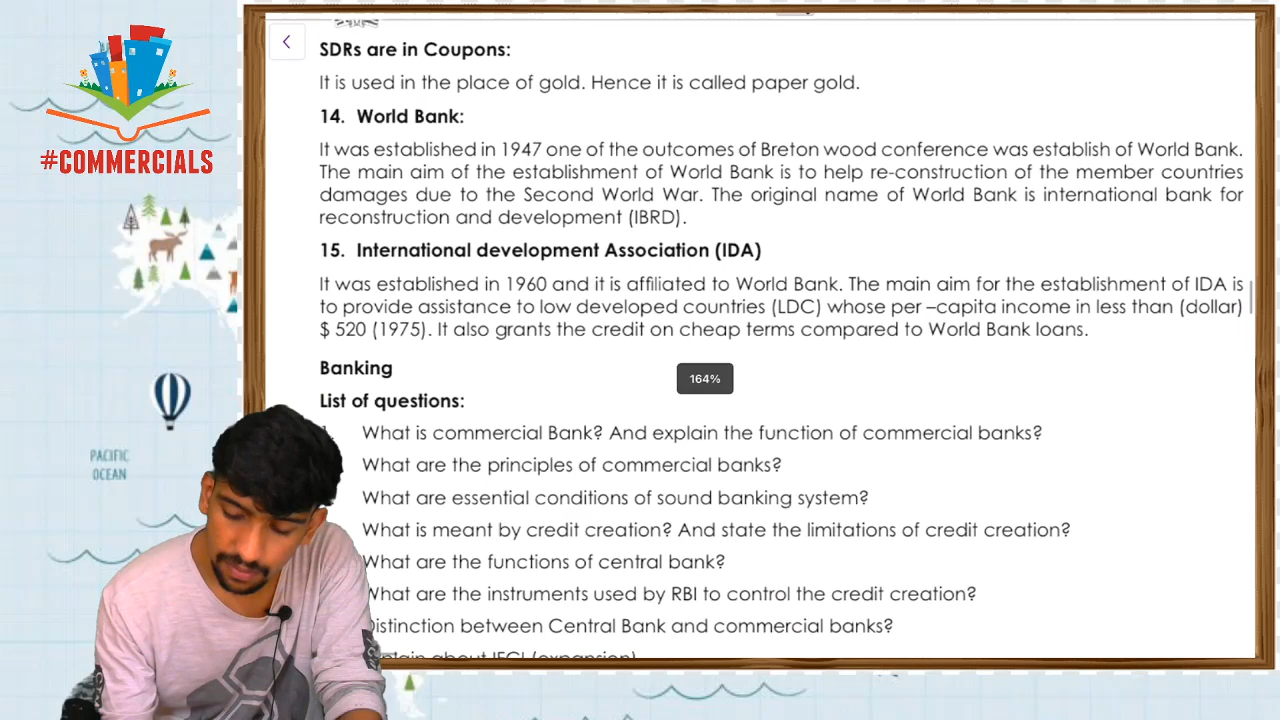 #COMMERCIALS
PACIFIC
OCEAN
SDRs are in Coupons:
It is used in the place of gold. Hence it is called paper gold.
14. World Bank:
It was established in 1947 one of the outcomes of Breton wood conference was establish of World Bank.
The main aim of the establishment of World Bank is to help re-construction of the member countries
damages due to the Second World War. The original name of World Bank is international bank for
reconstruction and development (IBRD).
15. International development Association (IDA)
It was established in 1960 and it is affiliated to World Bank. The main aim for the establishment of IDA is
to provide assistance to low developed countries (LDC) whose per –capita income in less than (dollar)
$ 520 (1975). It also grants the credit on cheap terms compared to World Bank loans.
Banking
164%
List of questions:
What is commercial Bank? And explain the function of commercial banks?
What are the principles of commercial banks?
What are essential conditions of sound banking system?
What is meant by credit creation? And state the limitations of credit creation?
What are the functions of central bank?
What are the instruments used by RBI to control the credit creation?
Distinction between Central Bank and commercial banks?
about IFCI (expansion)